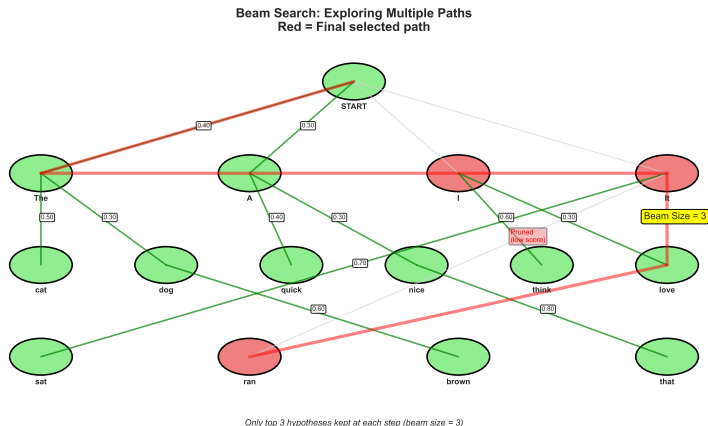 Beam Search: Exploring Multiple Paths
Red = Final selected path
START
0.40
0.30
The
A
I
It
0.50
0.30
0.40
0.30
0.60
0.30
Beam Size = 3
Pruned
(low score)
0.70
cat
dog
quick
nice
think
love
0.60
0.80
sat
ran
brown
that
Only top 3 hypotheses kept at each step (beam size = 3)